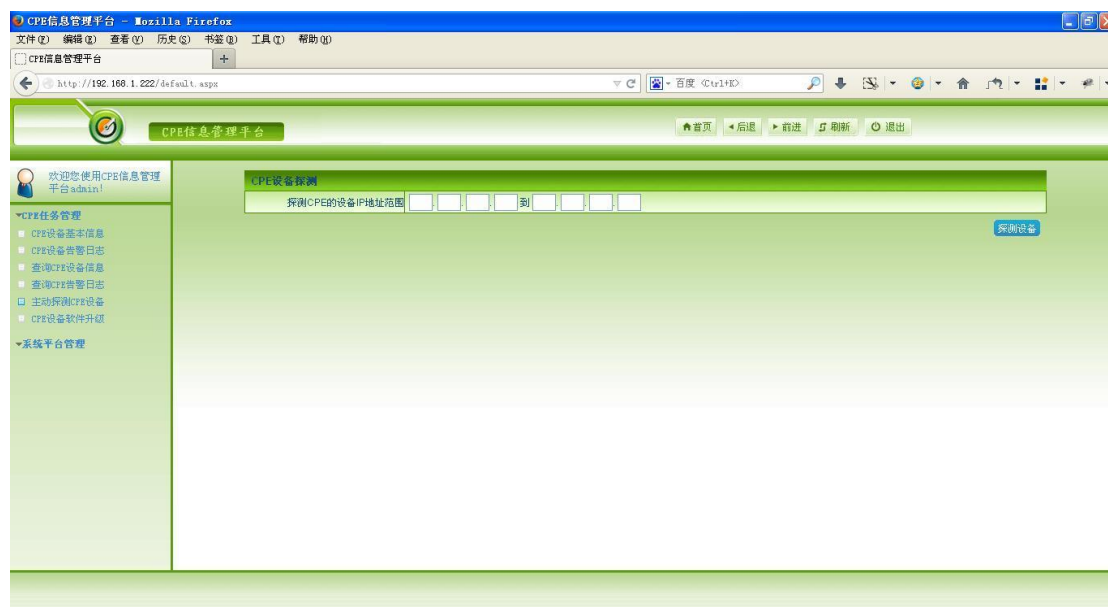 CPE信息管理平台 - Mozilla Firefox
文件(F) 编辑(E) 查看(V) 历史(S) 书签(B) 工具(T) 帮助(H)
CPE信息管理平台 +
http://192.168.1.222/default.aspx 百度 <Ctrl+K>
CPE信息管理平台 首页 后退 前进 刷新 退出
欢迎您使用CPE信息管理
平台admin!
CPE任务管理
CPE设备基本信息
CPE设备告警日志
查询CPE设备信息
查询CPE告警日志
主动探测CPE设备
CPE设备软件升级
系统平台管理
CPE设备探测
探测CPE的设备IP地址范围 . . . 到 . . .
探测设备